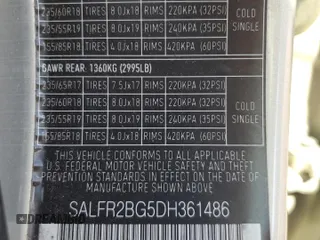 235/60R18 TIRES 8.0Jx18 RIMS 220KPA (32PSI)
235/55R19 TIRES 8.0Jx19 RIMS 240KPA (35PSI) COLD
155/85R18 TIRES 4.0Jx18 RIMS 420KPA (60PSI) SINGLE
GAWR REAR: 1360KG (2995LB)
235/65R17 TIRES 7.5Jx17 RIMS 220KPA (32PSI)
235/60R18 TIRES 8.0Jx18 RIMS 220KPA (32PSI) COLD
235/55R19 TIRES 8.0Jx19 RIMS 240KPA (35PSI) SINGLE
155/85R18 TIRES 4.0Jx18 RIMS 420KPA (60PSI)
THIS VEHICLE CONFORMS TO ALL APPLICABLE
U.S. FEDERAL MOTOR VEHICLE SAFETY AND THEFT
PREVENTION STANDARDS IN EFFECT ON THE DATE OF
MANUFACTURE SHOWN ABOVE.
SALFR2BG5DH361486
AUTOHELPERBOT.COM